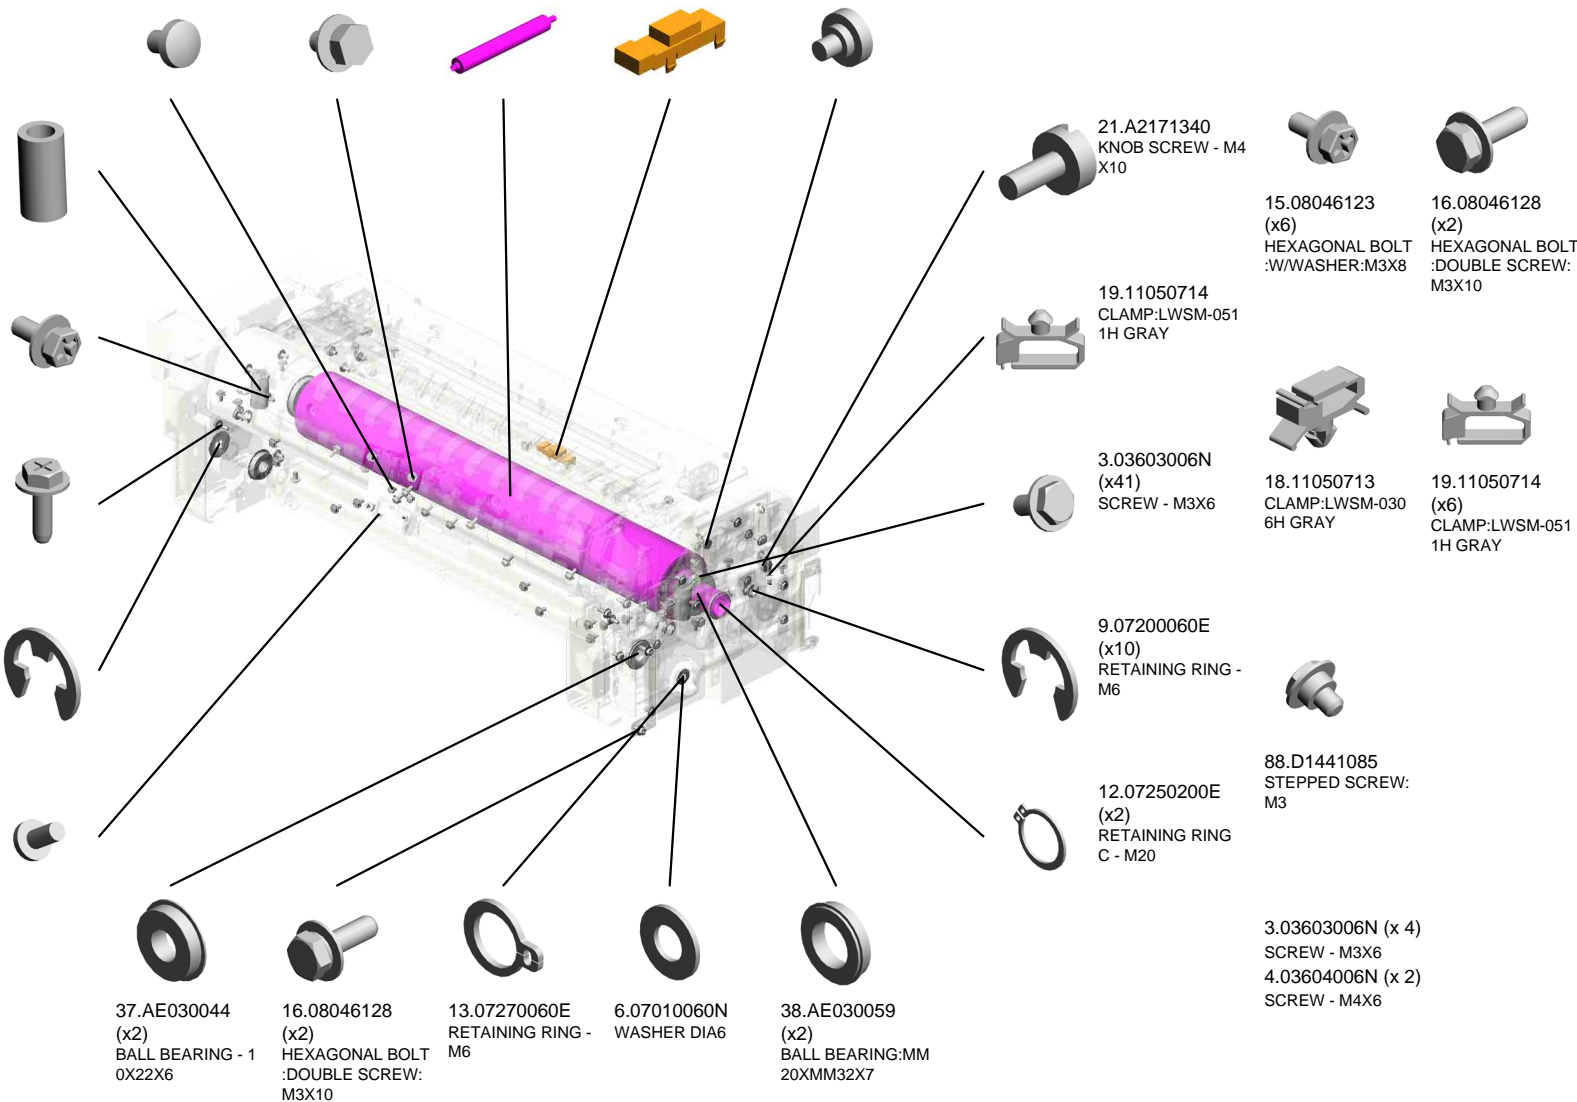 21.A2171340
KNOB SCREW - M4
X10
15.08046123
(x6)
HEXAGONAL BOLT
:W/WASHER:M3X8
16.08046128
(x2)
HEXAGONAL BOLT
:DOUBLE SCREW:
M3X10
19.11050714
CLAMP:LWSM-051
1H GRAY
3.03603006N
(x41)
SCREW - M3X6
18.11050713
CLAMP:LWSM-030
6H GRAY
19.11050714
(x6)
CLAMP:LWSM-051
1H GRAY
9.07200060E
(x10)
RETAINING RING -
M6
88.D1441085
STEPPED SCREW:
M3
12.07250200E
(x2)
RETAINING RING
C - M20
3.03603006N (x 4)
SCREW - M3X6
4.03604006N (x 2)
SCREW - M4X6
37.AE030044
(x2)
BALL BEARING - 1
0X22X6
16.08046128
(x2)
HEXAGONAL BOLT
:DOUBLE SCREW:
M3X10
13.07270060E
RETAINING RING -
M6
6.07010060N
WASHER DIA6
38.AE030059
(x2)
BALL BEARING:MM
20XMM32X7